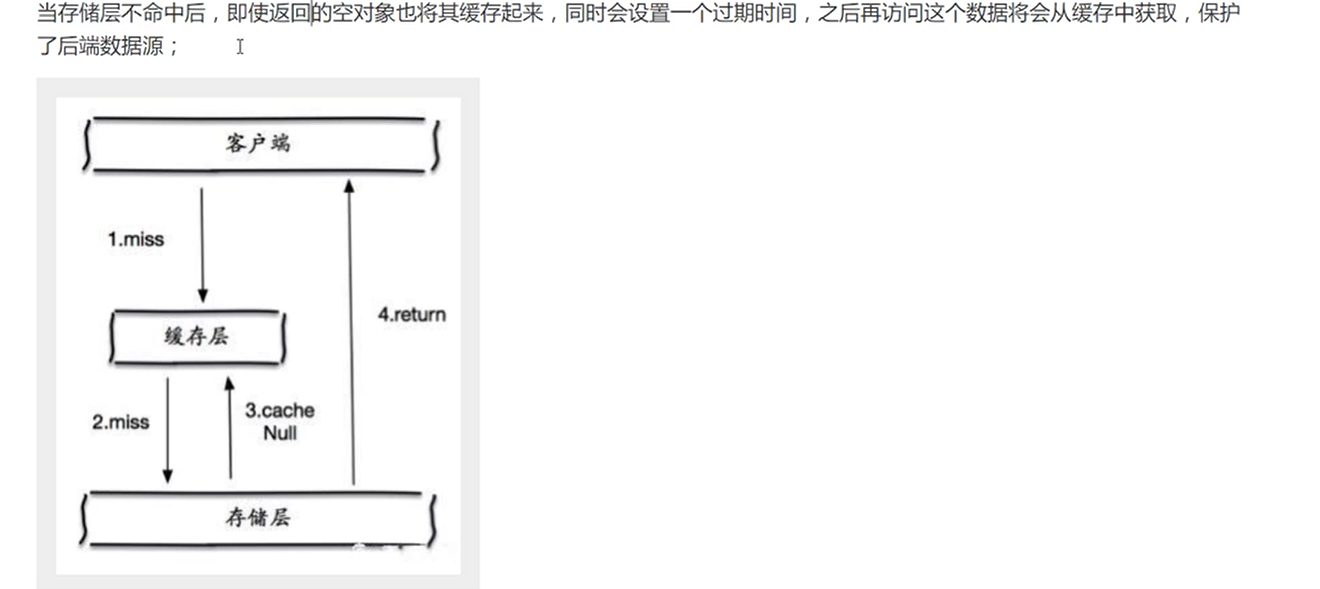 当存储层不命中后，即使返回的空对象也将其缓存起来，同时会设置一个过期时间，之后再访问这个数据将会从缓存中获取，保护
了后端数据源；
客户端
1.miss
4.return
缓存层
2.miss
3.cache
Null
存储层